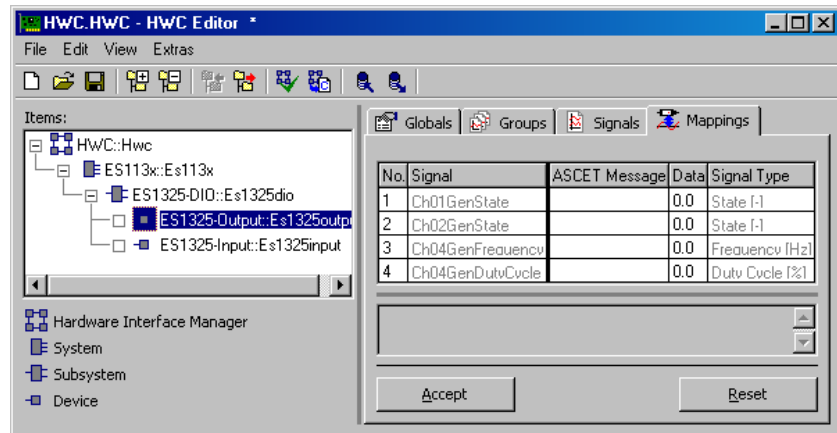 HWC.HWC - HWC Editor *
File Edit View Extras
Items:
HWC::Hwc
ES113x::Es113x
ES1325-DIO::Es1325dio
ES1325-Output::Es1325outpu
ES1325-Input::Es1325input
Hardware Interface Manager
System
Subsystem
Device
Globals Groups Signals Mappings
No. Signal ASCET Message Data Signal Type
1 Ch01GenState 0.0 State [-]
2 Ch02GenState 0.0 State [-]
3 Ch04GenFrequency 0.0 Frequency [Hz]
4 Ch04GenDutyCycle 0.0 Duty Cycle [%]
Accept Reset